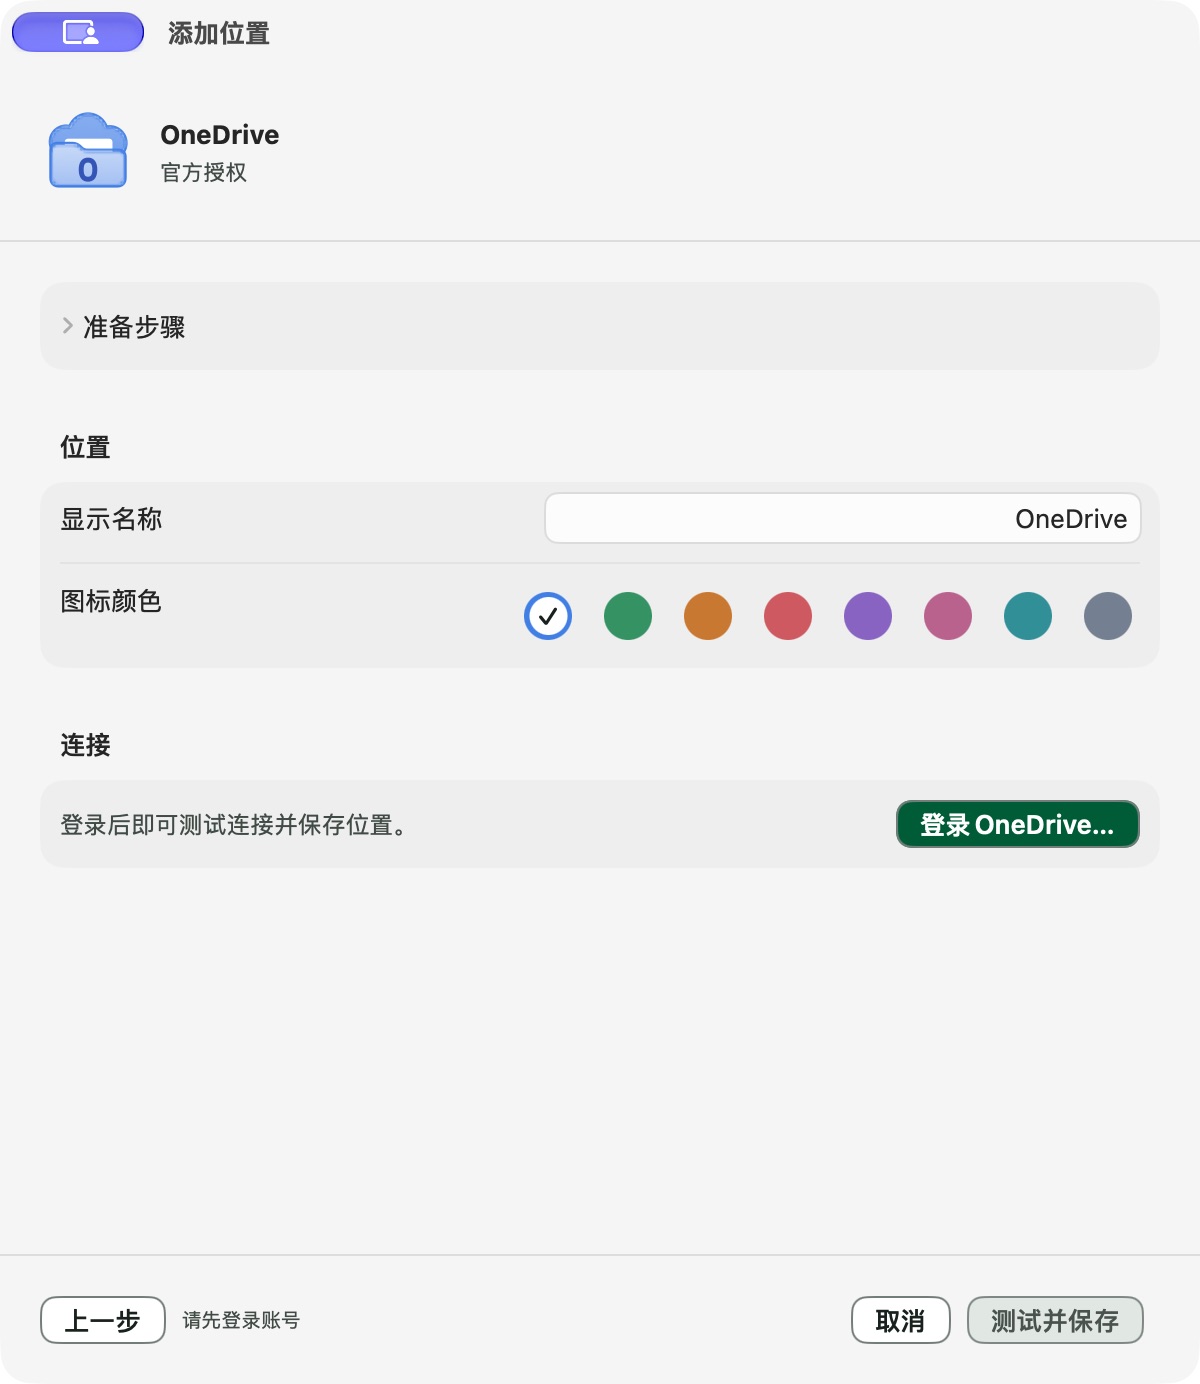 添加位置
OneDrive
官方授权
O
准备步骤
位置
显示名称
OneDrive
图标颜色
连接
登录后即可测试连接并保存位置。
登录 OneDrive...
上一步
请先登录账号
取消
测试并保存